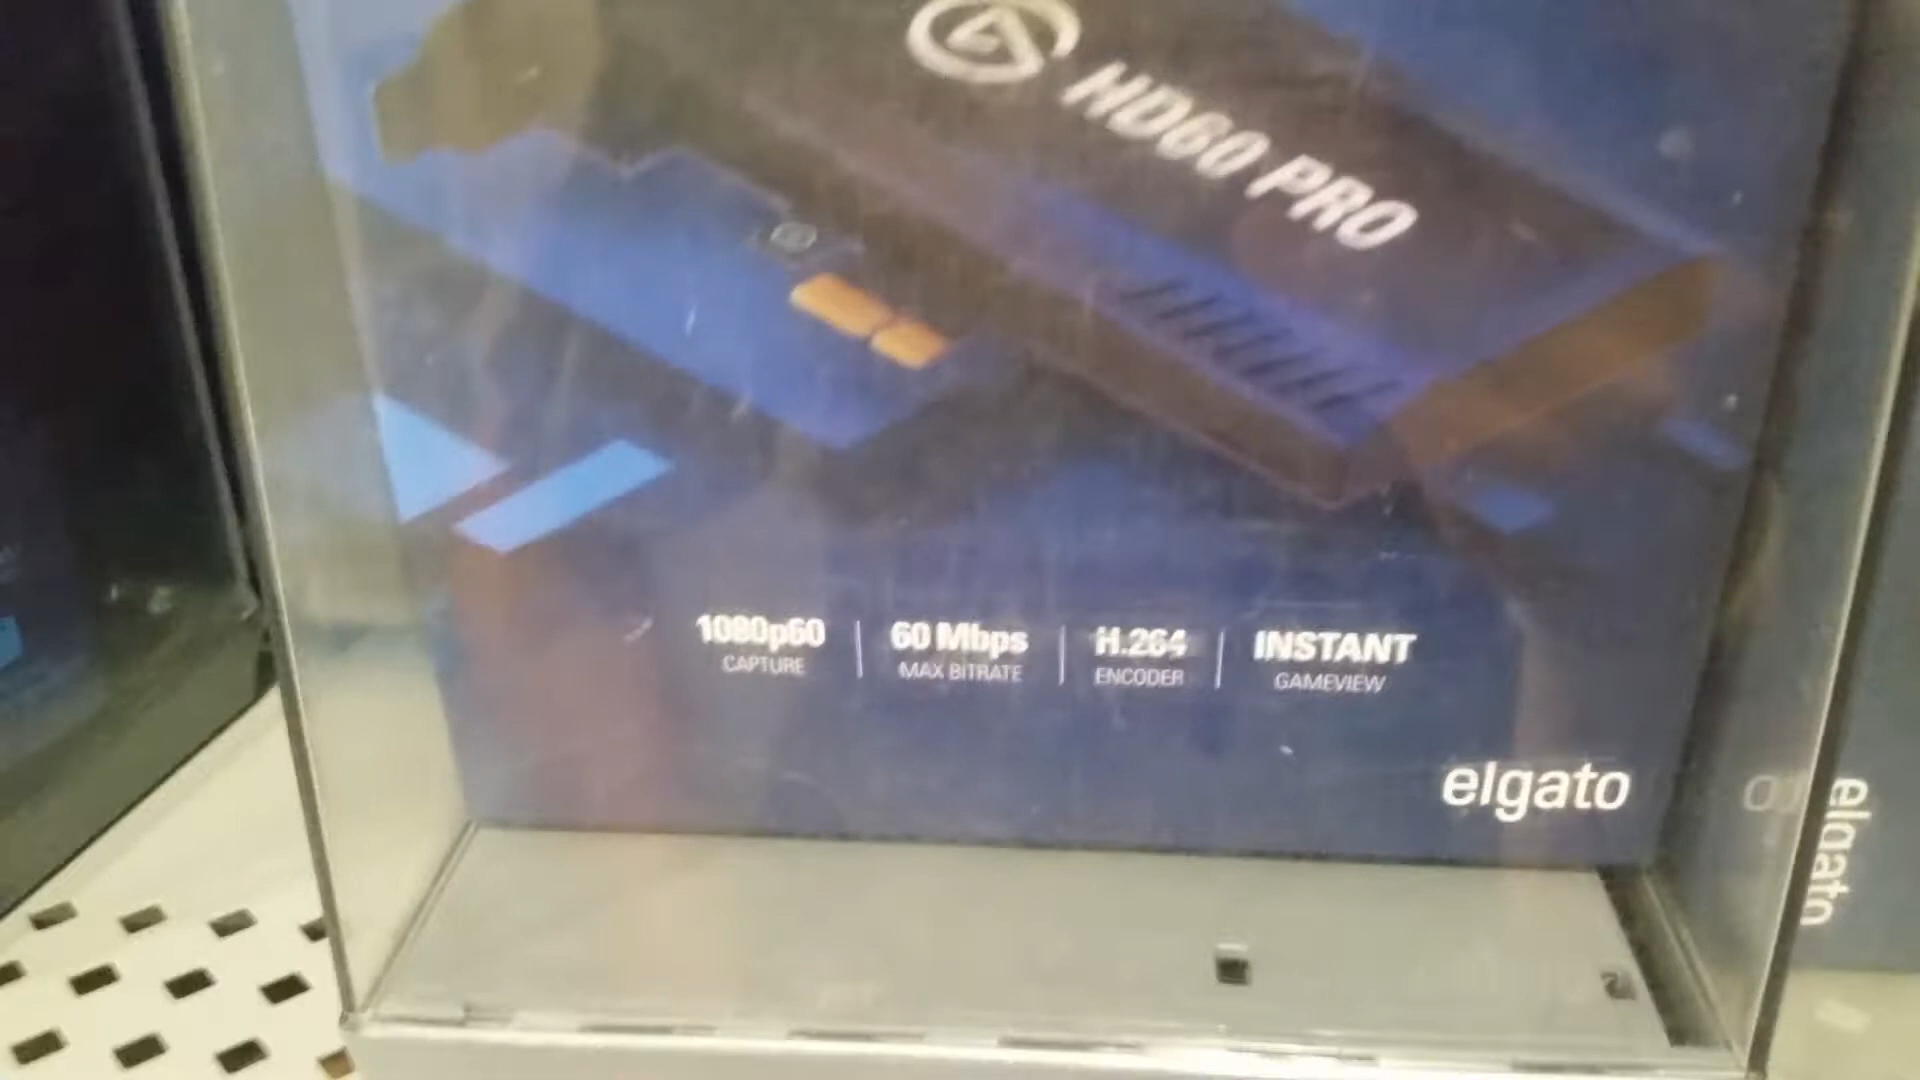 HD60 PRO
1080p60
CAPTURE
60 Mbps
MAX BITRATE
H.264
ENCODER
INSTANT
GAMEVIEW
elgato
elgato